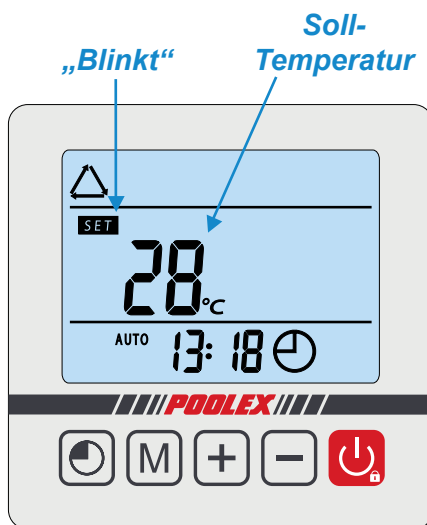 Soll-
„Blinkt“ Temperatur
SET
28 °C
AUTO 13:18
POOLEX
M + −